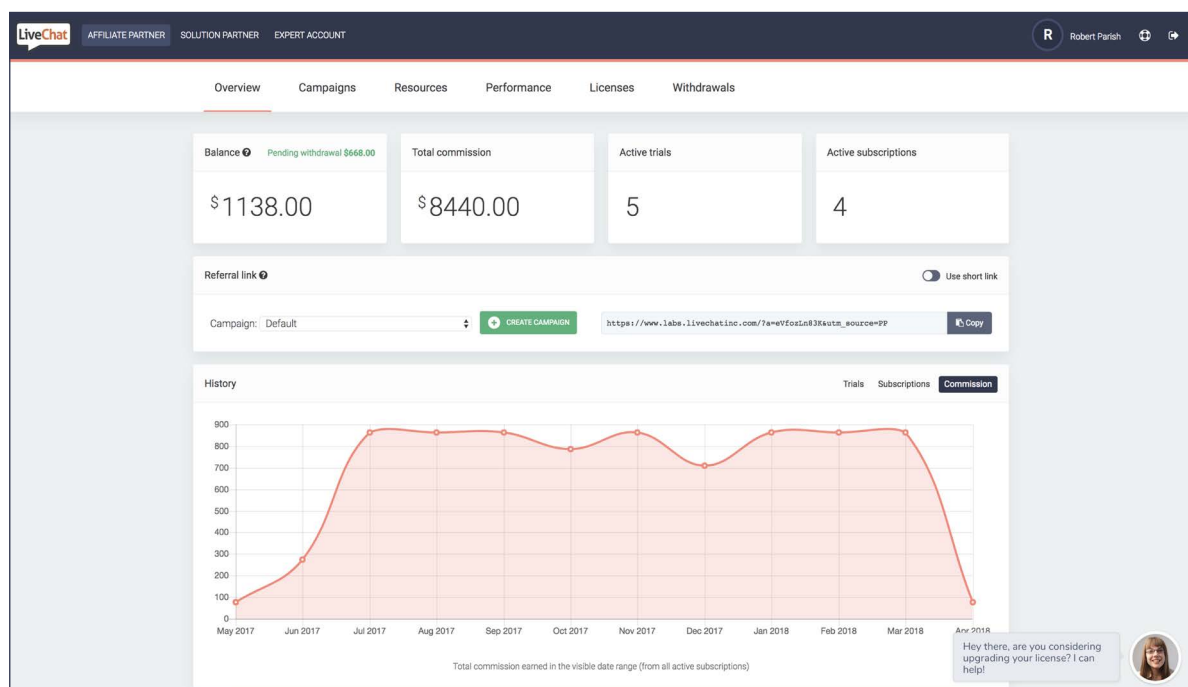 LiveChat
AFFILIATE PARTNER SOLUTION PARTNER EXPERT ACCOUNT
R Robert Parish
Overview Campaigns Resources Performance Licenses Withdrawals
Balance Pending withdrawal $668.00
$1138.00
Total commission
$8440.00
Active trials
5
Active subscriptions
4
Referral link
Use short link
Campaign: Default
CREATE CAMPAIGN
https://www.labs.livechatinc.com/?a=eVfozLn83K&utm_source=PP
Copy
History
Trials Subscriptions Commission
900
800
700
600
500
400
300
200
100
0
May 2017 Jun 2017 Jul 2017 Aug 2017 Sep 2017 Oct 2017 Nov 2017 Dec 2017 Jan 2018 Feb 2018 Mar 2018 Apr 2018
Total commission earned in the visible date range (from all active subscriptions)
Hey there, are you considering
upgrading your license? I can
help!